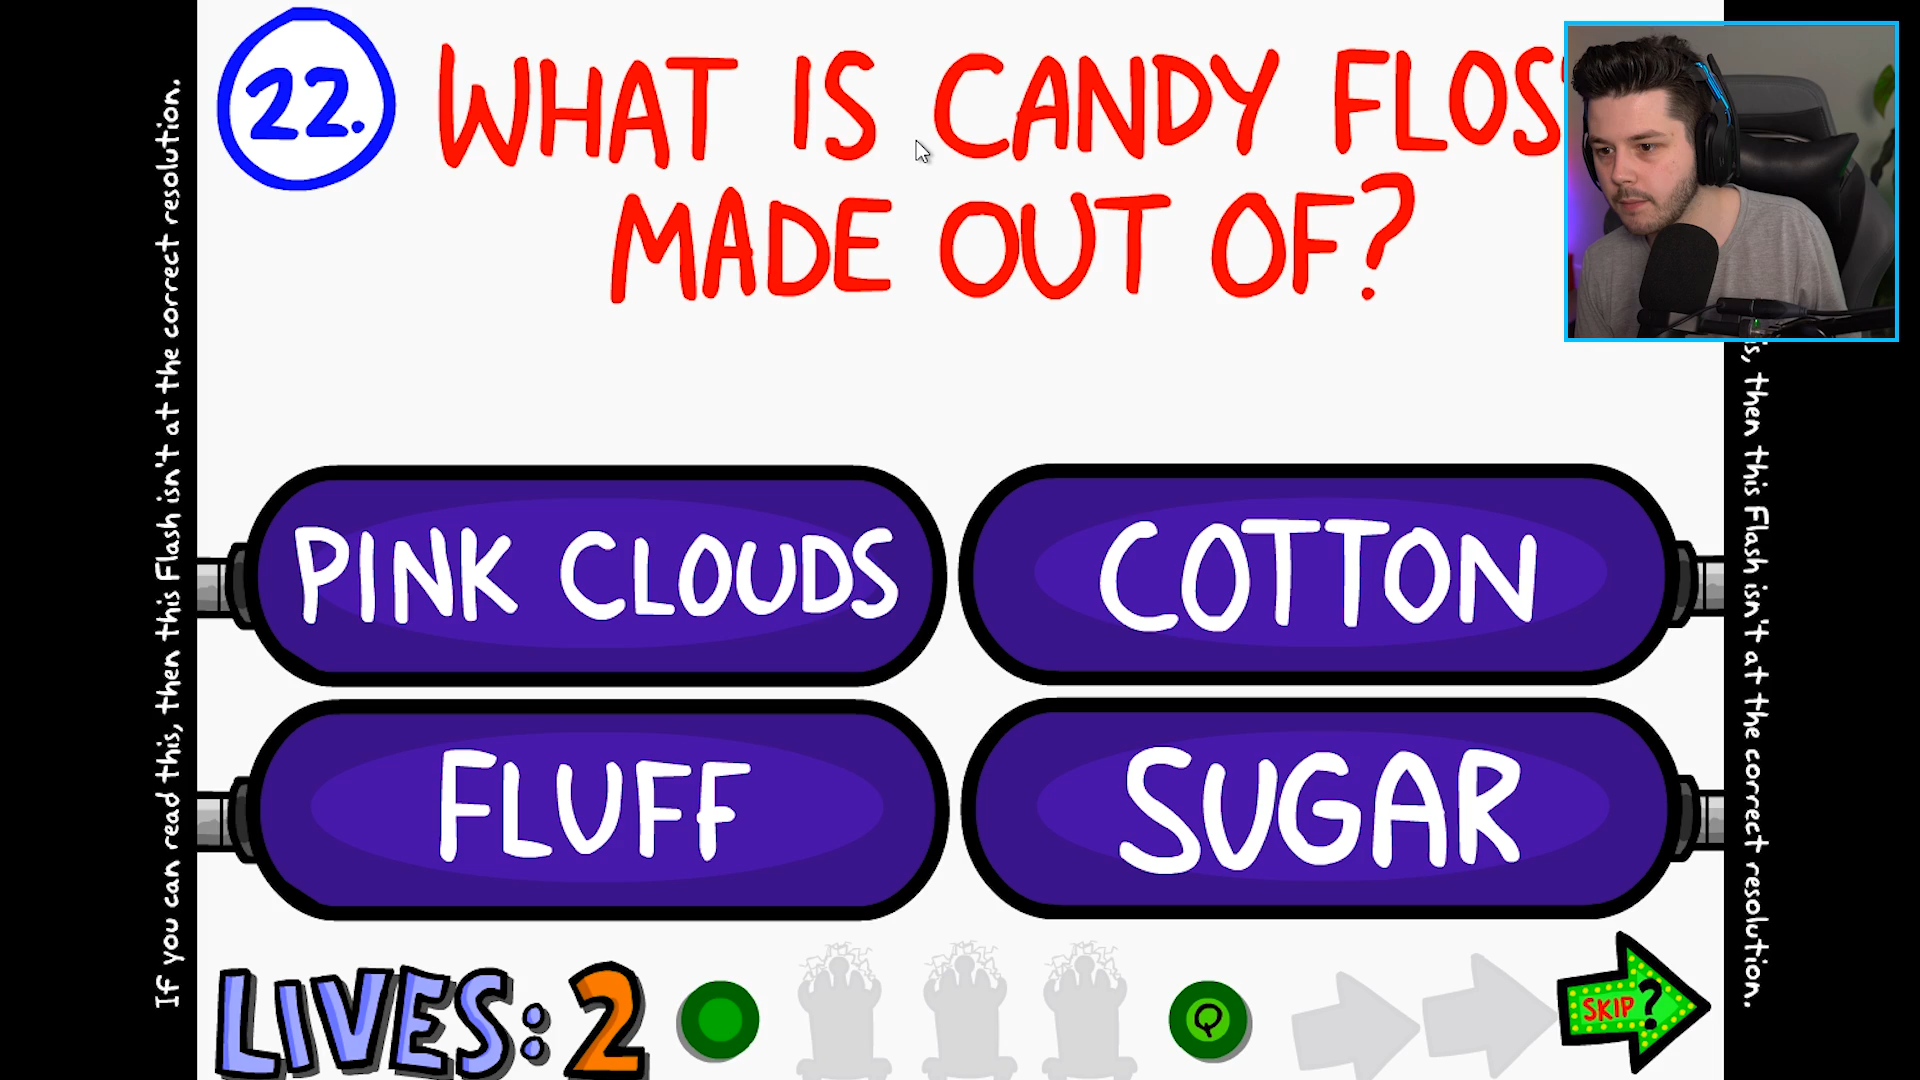 22.
WHAT IS CANDY FLOS
MADE OUT OF?
PINK CLOUDS
COTTON
FLUFF
SUGAR
LIVES: 2
Q
SKIP?
If you can read this, then this Flash isn't at the correct resolution.
s, then this Flash isn't at the correct resolution.